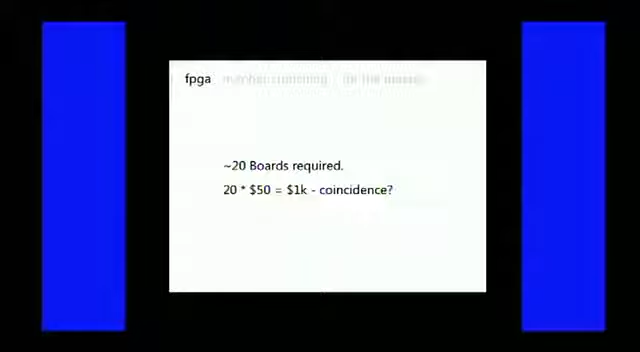 fpga
~20 Boards required.
20 * $50 = $1k - coincidence?